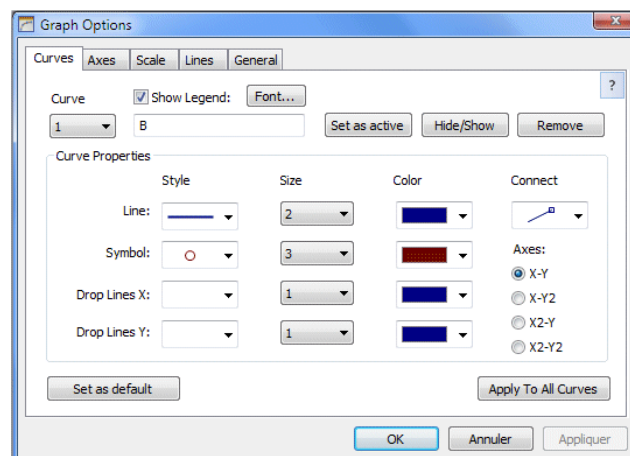 Graph Options
x
Curves Axes Scale Lines General
?
Curve Show Legend: Font...
1 B Set as active Hide/Show Remove
Curve Properties
Style Size Color Connect
Line: 2
Symbol: 3 Axes:
X-Y
Drop Lines X: 1 X-Y2
X2-Y
Drop Lines Y: 1
X2-Y2
Set as default Apply To All Curves
OK Annuler Appliquer